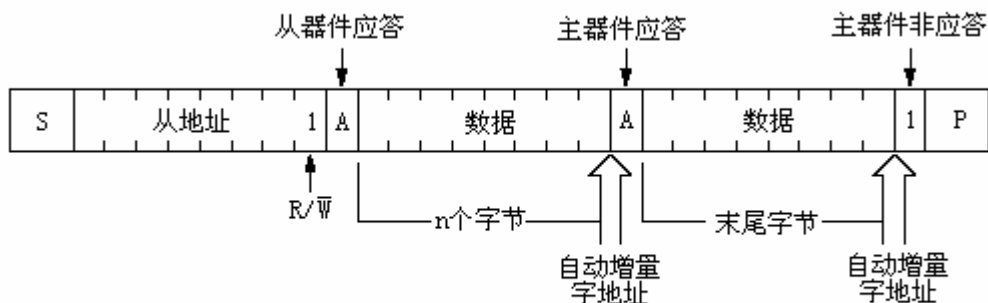 从器件应答 主器件应答 主器件非应答
S 从地址 1 A 数据 A 数据 1 P
R/W̅
n个字节 末尾字节
自动增量 自动增量
字地址 字地址